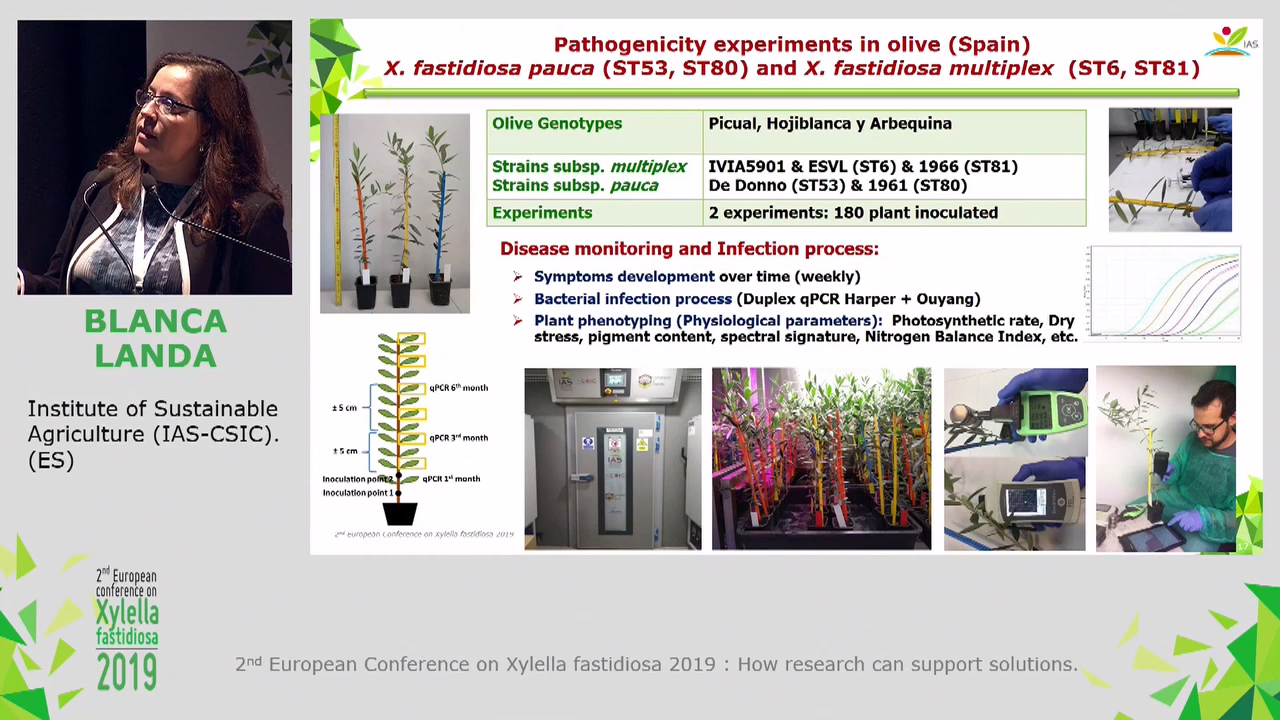 Pathogenicity experiments in olive (Spain)
X. fastidiosa pauca (ST53, ST80) and X. fastidiosa multiplex (ST6, ST81)
IAS
Olive Genotypes
Picual, Hojiblanca y Arbequina
Strains subsp. multiplex
IVIA5901 & ESVL (ST6) & 1966 (ST81)
Strains subsp. pauca
De Donno (ST53) & 1961 (ST80)
Experiments
2 experiments: 180 plant inoculated
Disease monitoring and Infection process:
Symptoms development over time (weekly)
Bacterial infection process (Duplex qPCR Harper + Ouyang)
Plant phenotyping (Physiological parameters): Photosynthetic rate, Dry
stress, pigment content, spectral signature, Nitrogen Balance Index, etc.
qPCR 6th month
± 5 cm
qPCR 3rd month
± 5 cm
Inoculation point 2
qPCR 1st month
Inoculation point 1
2nd European Conference on Xylella fastidiosa 2019
IAS
CSIC
IAS
17
BLANCA
LANDA
Institute of Sustainable
Agriculture (IAS-CSIC).
(ES)
2nd European
conference on
Xylella
fastidiosa
2019
2nd European Conference on Xylella fastidiosa 2019 : How research can support solutions.